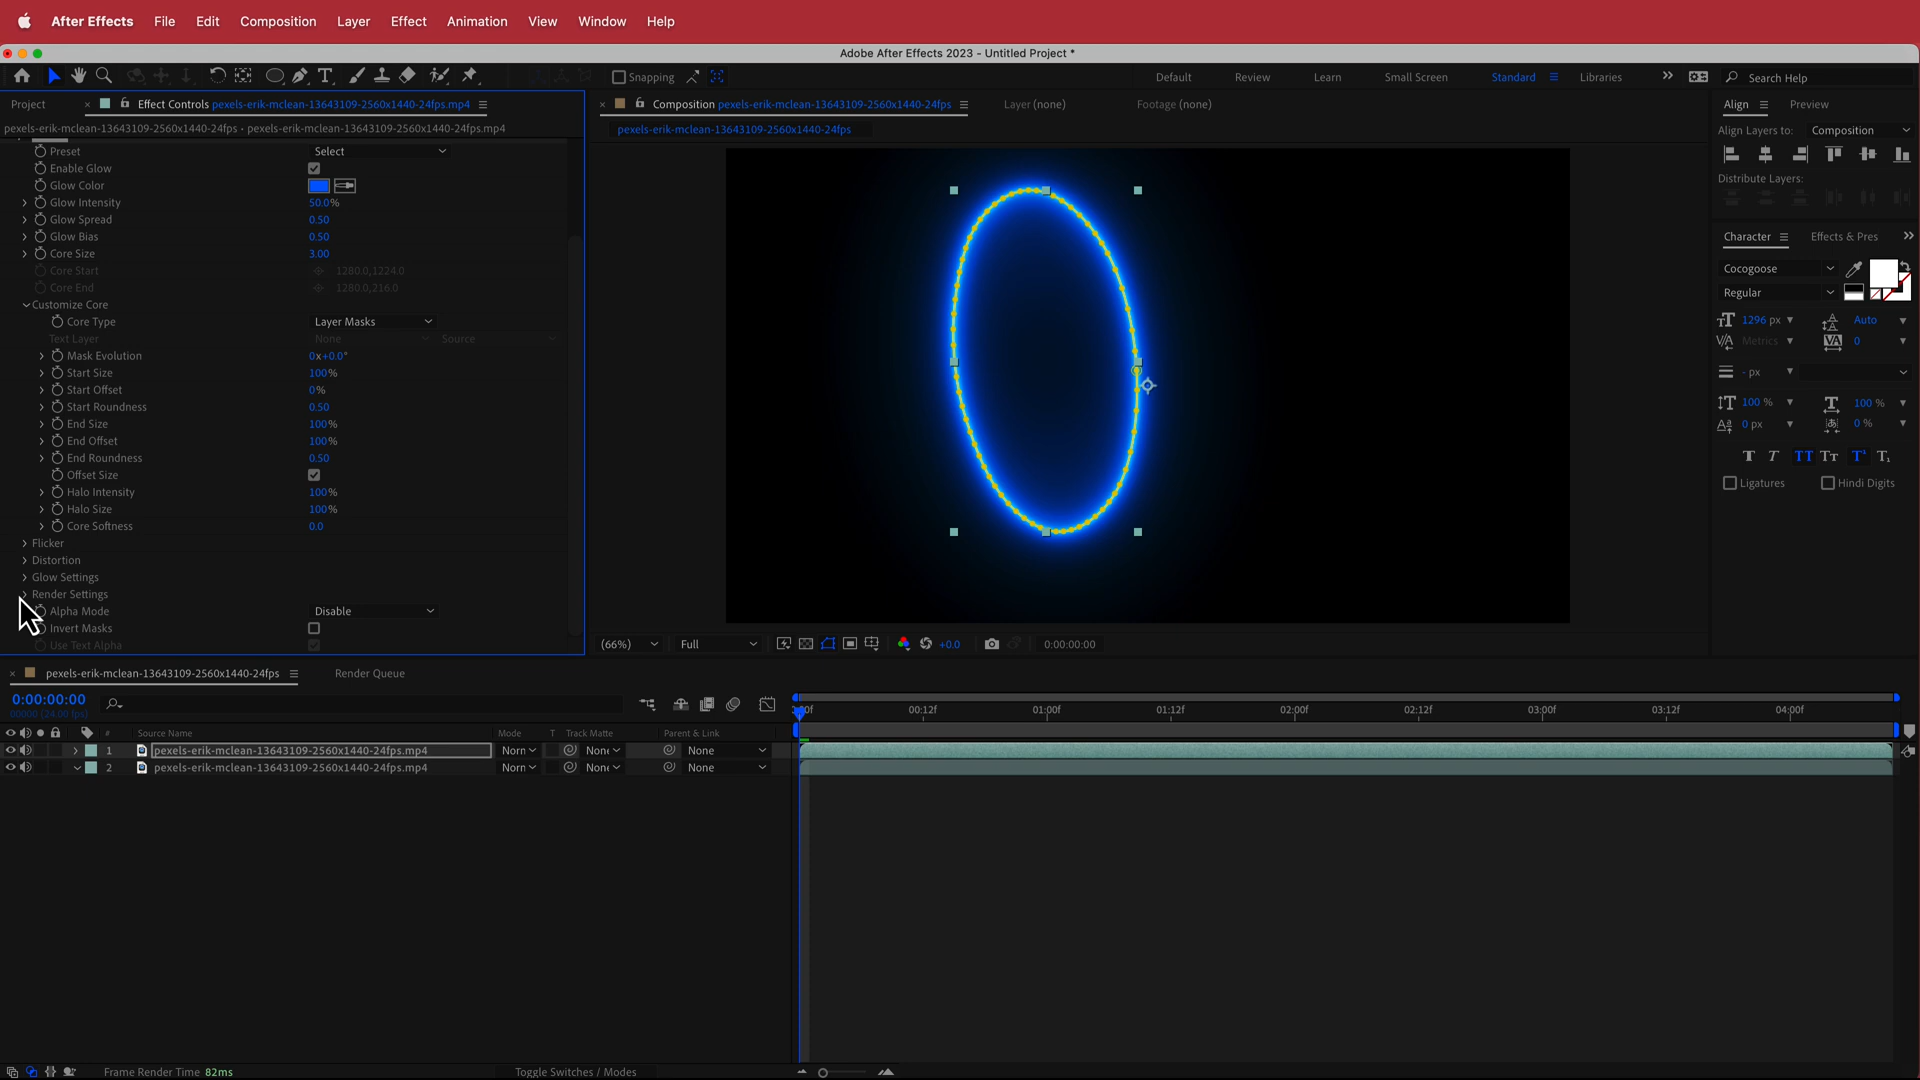 After Effects File Edit Composition Layer Effect Animation View Window Help
Adobe After Effects 2023 - Untitled Project *
Snapping Default Review Learn Small Screen Standard Libraries Search Help
Project Effect Controls pexels-erik-mclean-13643109-2560x1440-24fps.mp4
Composition pexels-erik-mclean-13643109-2560x1440-24fps Layer (none) Footage (none)
Align Preview
pexels-erik-mclean-13643109-2560x1440-24fps • pexels-erik-mclean-13643109-2560x1440-24fps.mp4
pexels-erik-mclean-13643109-2560x1440-24fps
Align Layers to: Composition
Preset Select
Enable Glow
Distribute Layers:
Glow Color
Glow Intensity 50.0%
Glow Spread 0.50
Glow Bias 0.50
Character Effects & Pres
Core Size 3.00
Core Start 1280.0,1224.0
Cocogoose
Core End 1280.0,216.0
Regular
Customize Core
Core Type Layer Masks
1296 px Auto
Text Layer None Source
Metrics 0
Mask Evolution 0x+0.0°
Start Size 100%
- px
Start Offset 0%
Start Roundness 0.50
100 % 100 %
End Size 100%
0 px 0 %
End Offset 100%
End Roundness 0.50
T T TT Tt T¹ T₁
Offset Size
Ligatures Hindi Digits
Halo Intensity 100%
Halo Size 100%
Core Softness 0.0
Flicker
Distortion
Glow Settings
Render Settings
Alpha Mode Disable
Invert Masks
Use Text Alpha
(66%) Full +0.0 0:00:00:00
pexels-erik-mclean-13643109-2560x1440-24fps Render Queue
0:00:00:00
00000 (24.00 fps)
00f 00:12f 01:00f 01:12f 02:00f 02:12f 03:00f 03:12f 04:00f
# Source Name Mode T Track Matte Parent & Link
1 pexels-erik-mclean-13643109-2560x1440-24fps.mp4 Norn None None
2 pexels-erik-mclean-13643109-2560x1440-24fps.mp4 Norn None None
Frame Render Time 82ms Toggle Switches / Modes